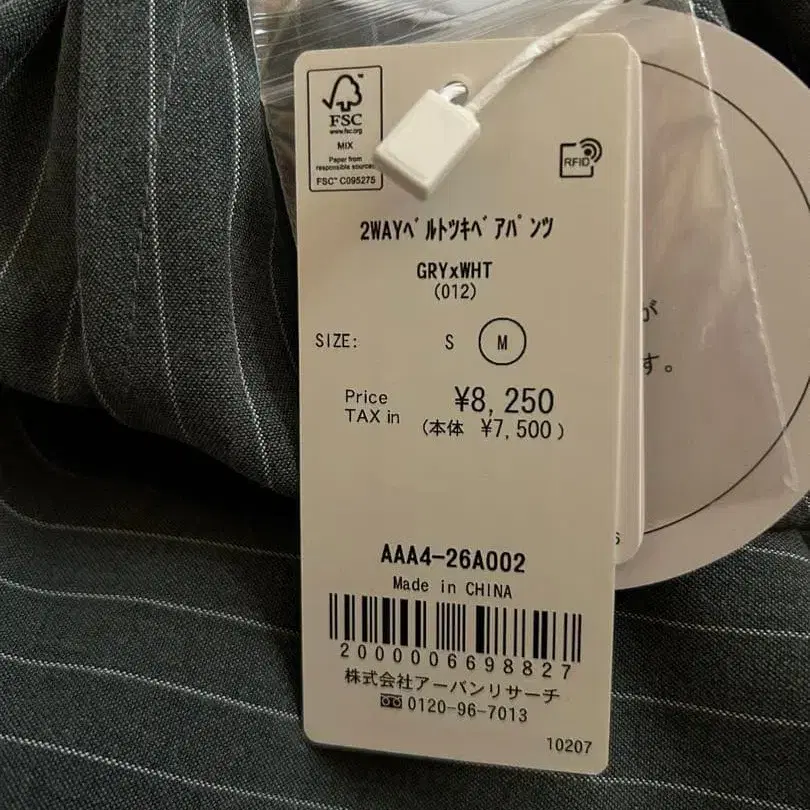 FSC
www.fsc.org
MIX
Paper from
responsible sources
FSC™ C095275
RFID
2WAYベルトツキベアパンツ
GRYxWHT
(012)
SIZE: S M
Price TAX in ¥8,250
(本体 ¥7,500)
AAA4-26A002
Made in CHINA
2000006698827
株式会社アーバンリサーチ
0120-96-7013
10207
が
す。
6